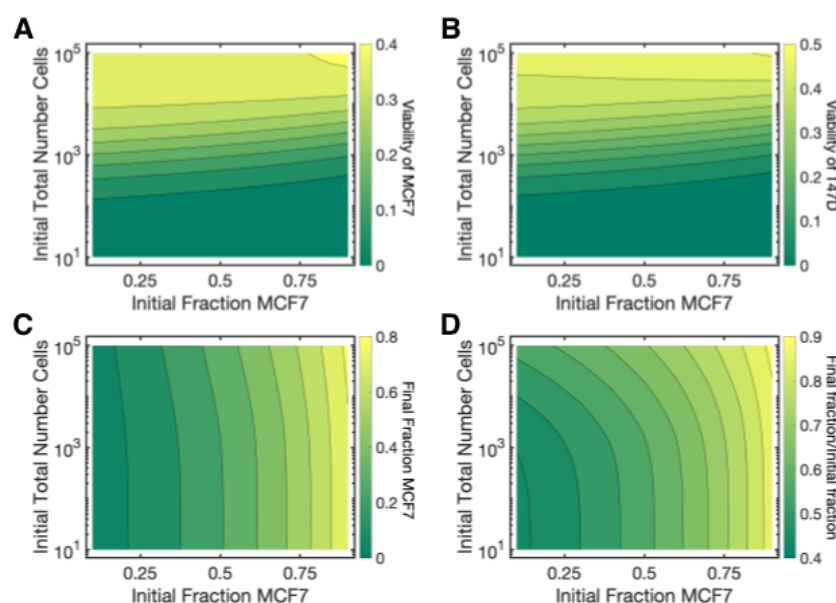 A
B
10^5
10^3
10^1
Initial Total Number Cells
0.25
0.5
0.75
Initial Fraction MCF7
0.4
0.3
0.2
0.1
0
Viability of MCF7
10^5
10^3
10^1
Initial Total Number Cells
0.25
0.5
0.75
Initial Fraction MCF7
0.5
0.4
0.3
0.2
0.1
0
Viability of T47D
C
D
10^5
10^3
10^1
Initial Total Number Cells
0.25
0.5
0.75
Initial Fraction MCF7
0.8
0.6
0.4
0.2
0
Final Fraction MCF7
10^5
10^3
10^1
Initial Total Number Cells
0.25
0.5
0.75
Initial Fraction MCF7
0.9
0.8
0.7
0.6
0.5
0.4
Final fraction/Initial fraction